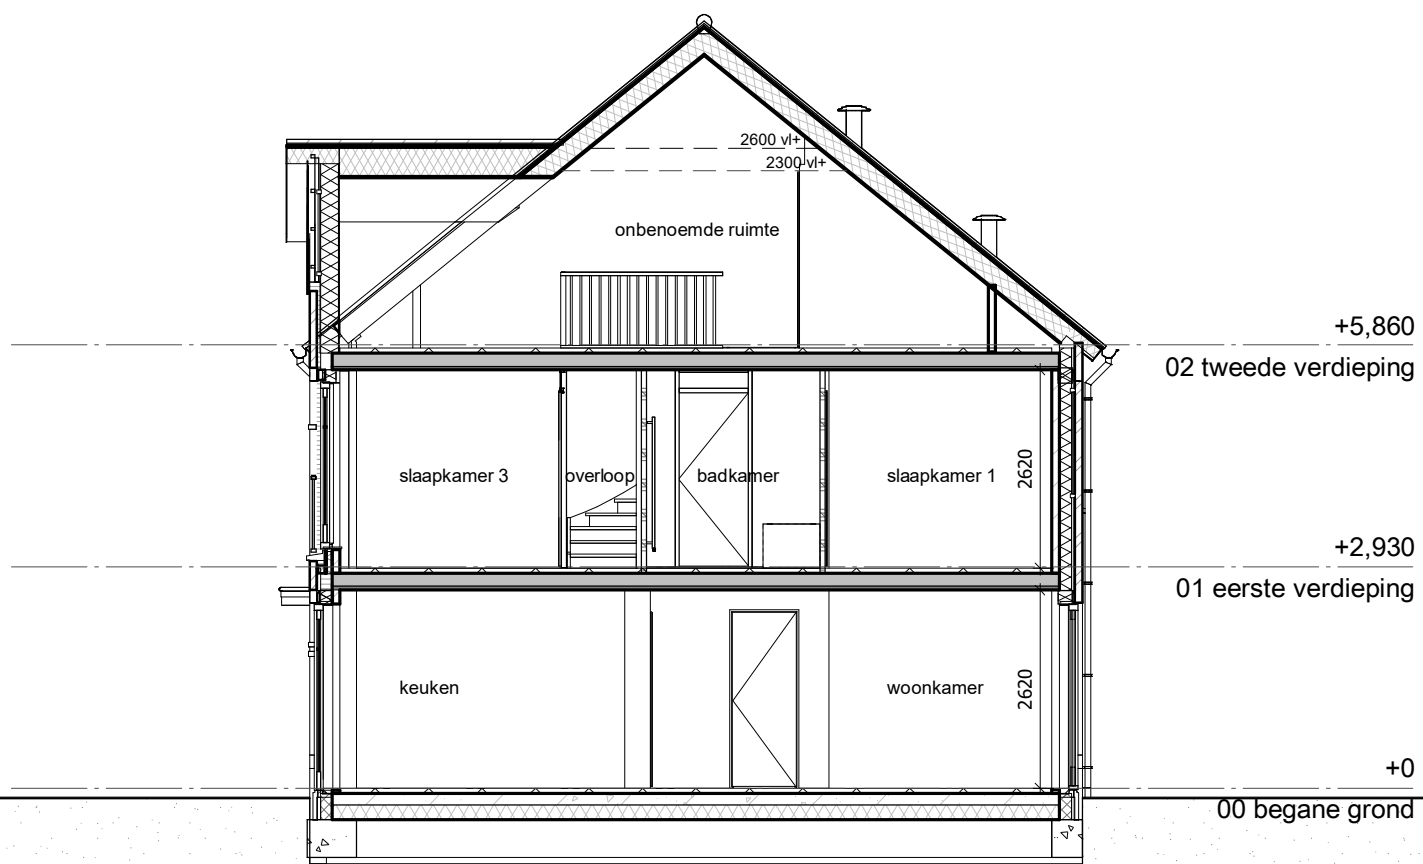 2600 vl+
2300 vl+
onbenoemde ruimte
+5,860
02 tweede verdieping
slaapkamer 3
overloop
badkamer
slaapkamer 1
2620
+2,930
01 eerste verdieping
keuken
woonkamer
2620
+0
00 begane grond